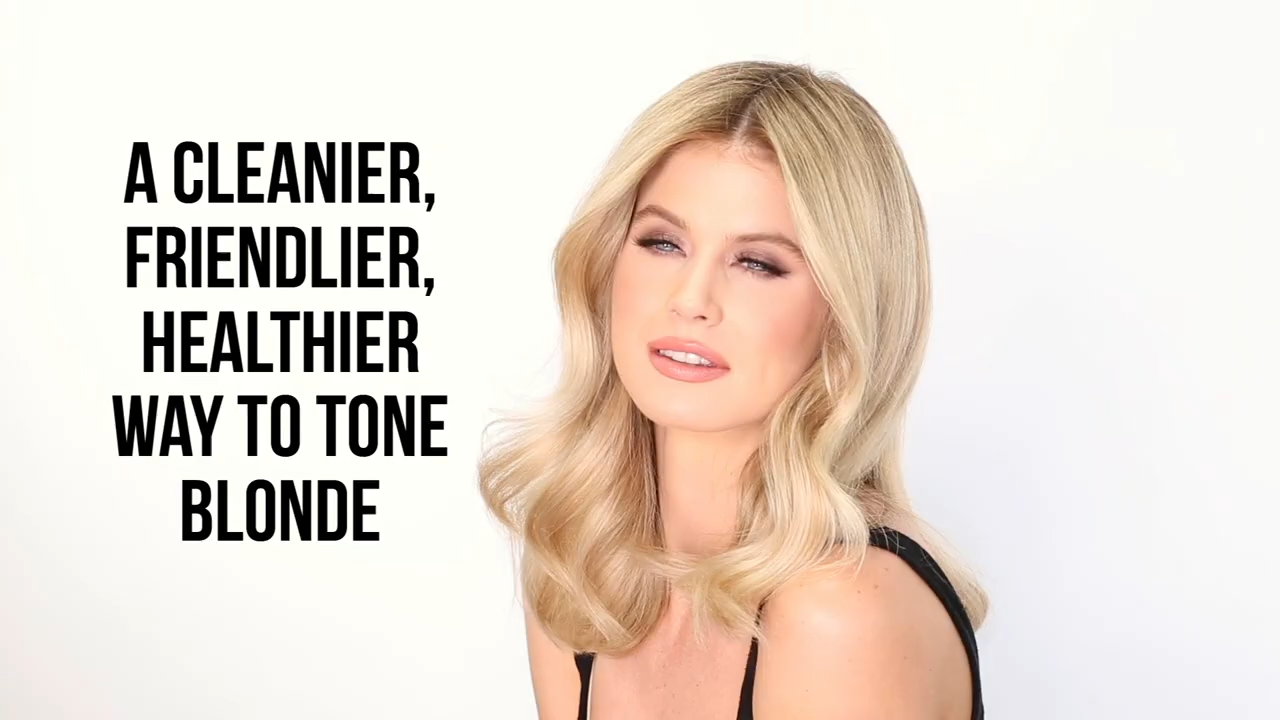 A CLEANIER,
FRIENDLIER,
HEALTHIER
WAY TO TONE
BLONDE